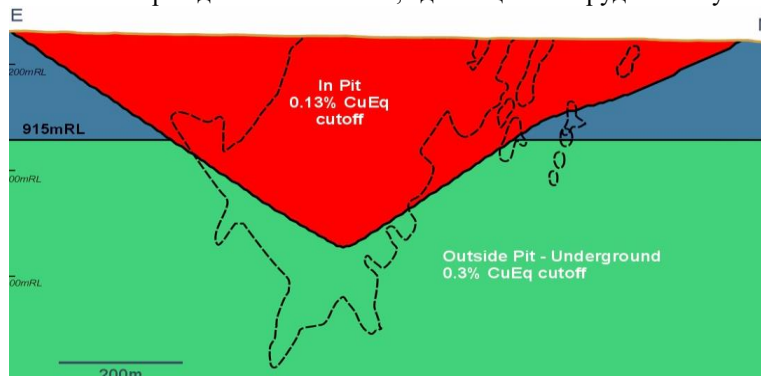 E
200mRL
In Pit
0.13% CuEq
cutoff
915mRL
00mRL
Outside Pit - Underground
0.3% CuEq cutoff
00mRL
200m